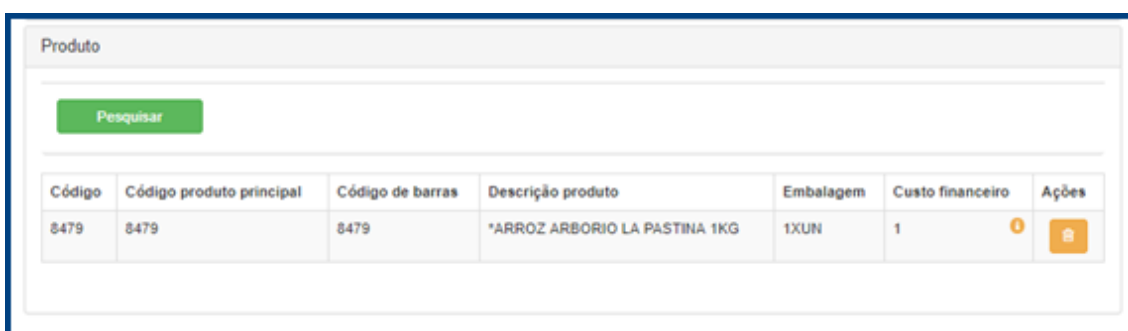 Produto
Pesquisar
Código Código produto principal Código de barras Descrição produto Embalagem Custo financeiro Ações
8479 8479 8479 *ARROZ ARBORIO LA PASTINA 1KG 1XUN 1